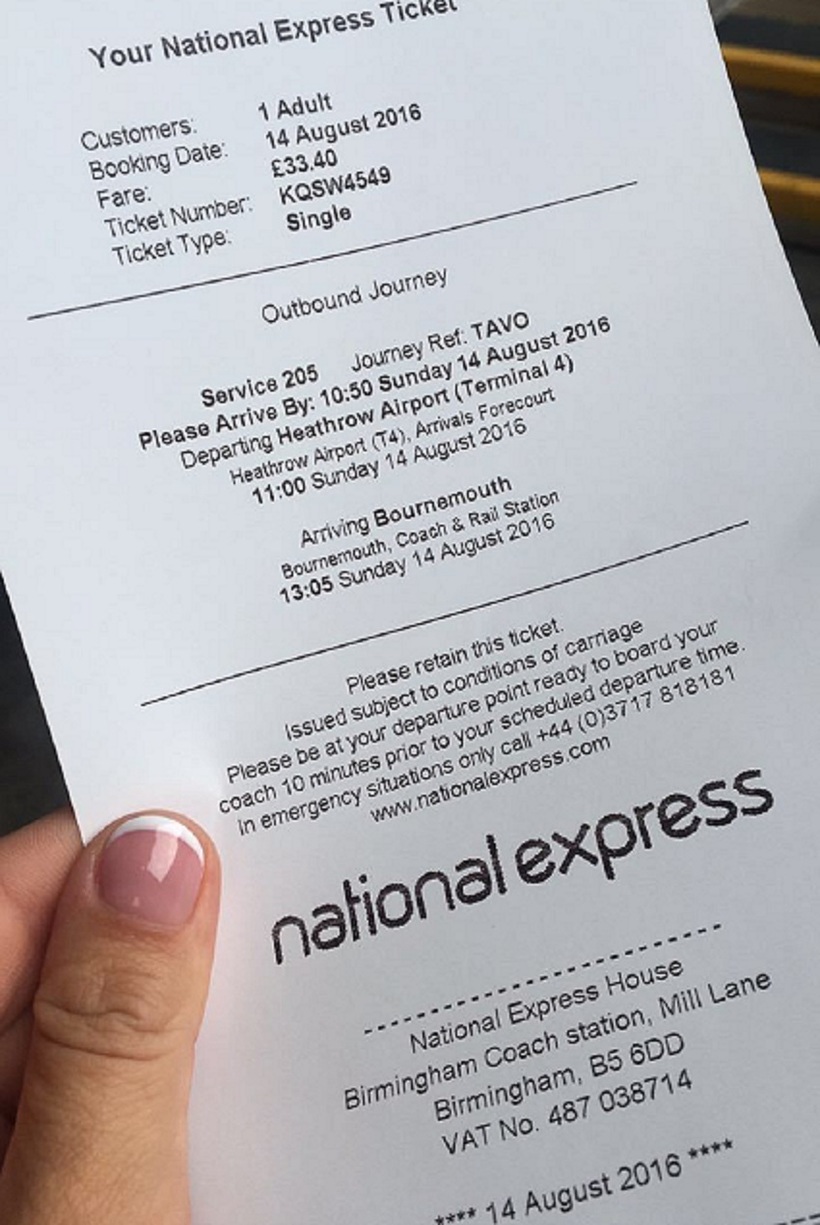 Your National Express Ticket
Customers: 1 Adult
Booking Date: 14 August 2016
Fare: £33.40
Ticket Number: KQSW4549
Ticket Type: Single
Outbound Journey
Service 205 Journey Ref: TAVO
Please Arrive By: 10:50 Sunday 14 August 2016
Departing Heathrow Airport (Terminal 4)
Heathrow Airport (T4), Arrivals Forecourt
11:00 Sunday 14 August 2016
Arriving Bournemouth
Bournemouth, Coach & Rail Station
13:05 Sunday 14 August 2016
Please retain this ticket.
Issued subject to conditions of carriage
Please be at your departure point ready to board your
coach 10 minutes prior to your scheduled departure time.
in emergency situations only call +44 (0)3717 818181
www.nationalexpress.com
national express
National Express House
Birmingham Coach station, Mill Lane
Birmingham, B5 6DD
VAT No. 487 038714
**** 14 August 2016 ****